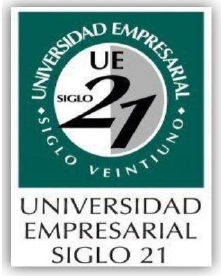 UNIVERSIDAD EMPRESARIAL
UE
SIGLO
21
SIGLO VEINTIUNO
UNIVERSIDAD
EMPRESARIAL
SIGLO 21